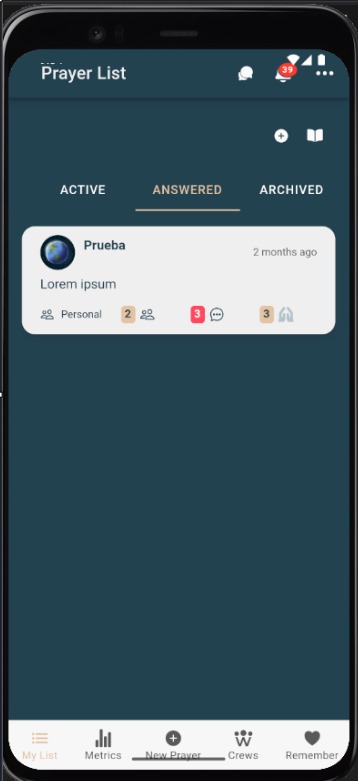 Prayer List
39
ACTIVE ANSWERED ARCHIVED
Prueba
2 months ago
Lorem ipsum
Personal 2 3 3
My List Metrics New Prayer Crews Remember